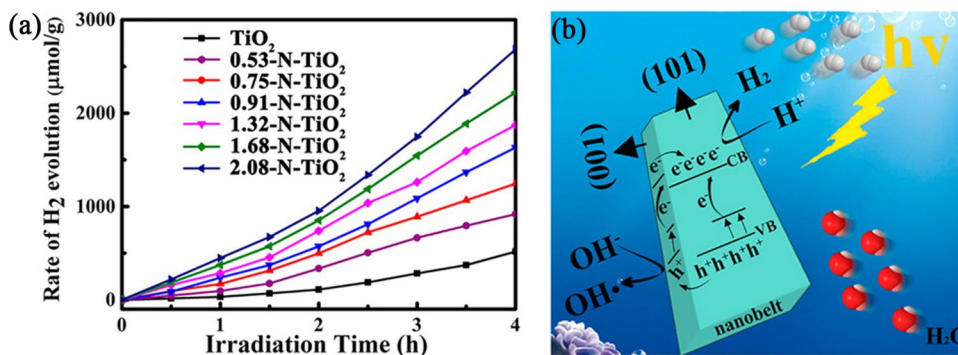 (a)
Rate of H₂ evolution (μmol/g)
3000
2000
1000
0
TiO₂
0.53-N-TiO₂
0.75-N-TiO₂
0.91-N-TiO₂
1.32-N-TiO₂
1.68-N-TiO₂
2.08-N-TiO₂
0 1 2 3 4
Irradiation Time (h)
(b)
hv
(101)
H₂
H⁺
(001)
e⁻ e⁻e⁻e⁻e⁻ CB
e⁻ e⁻
OH⁻
VB
h⁺ h⁺h⁺h⁺h⁺
OH•
nanobelt
H₂O